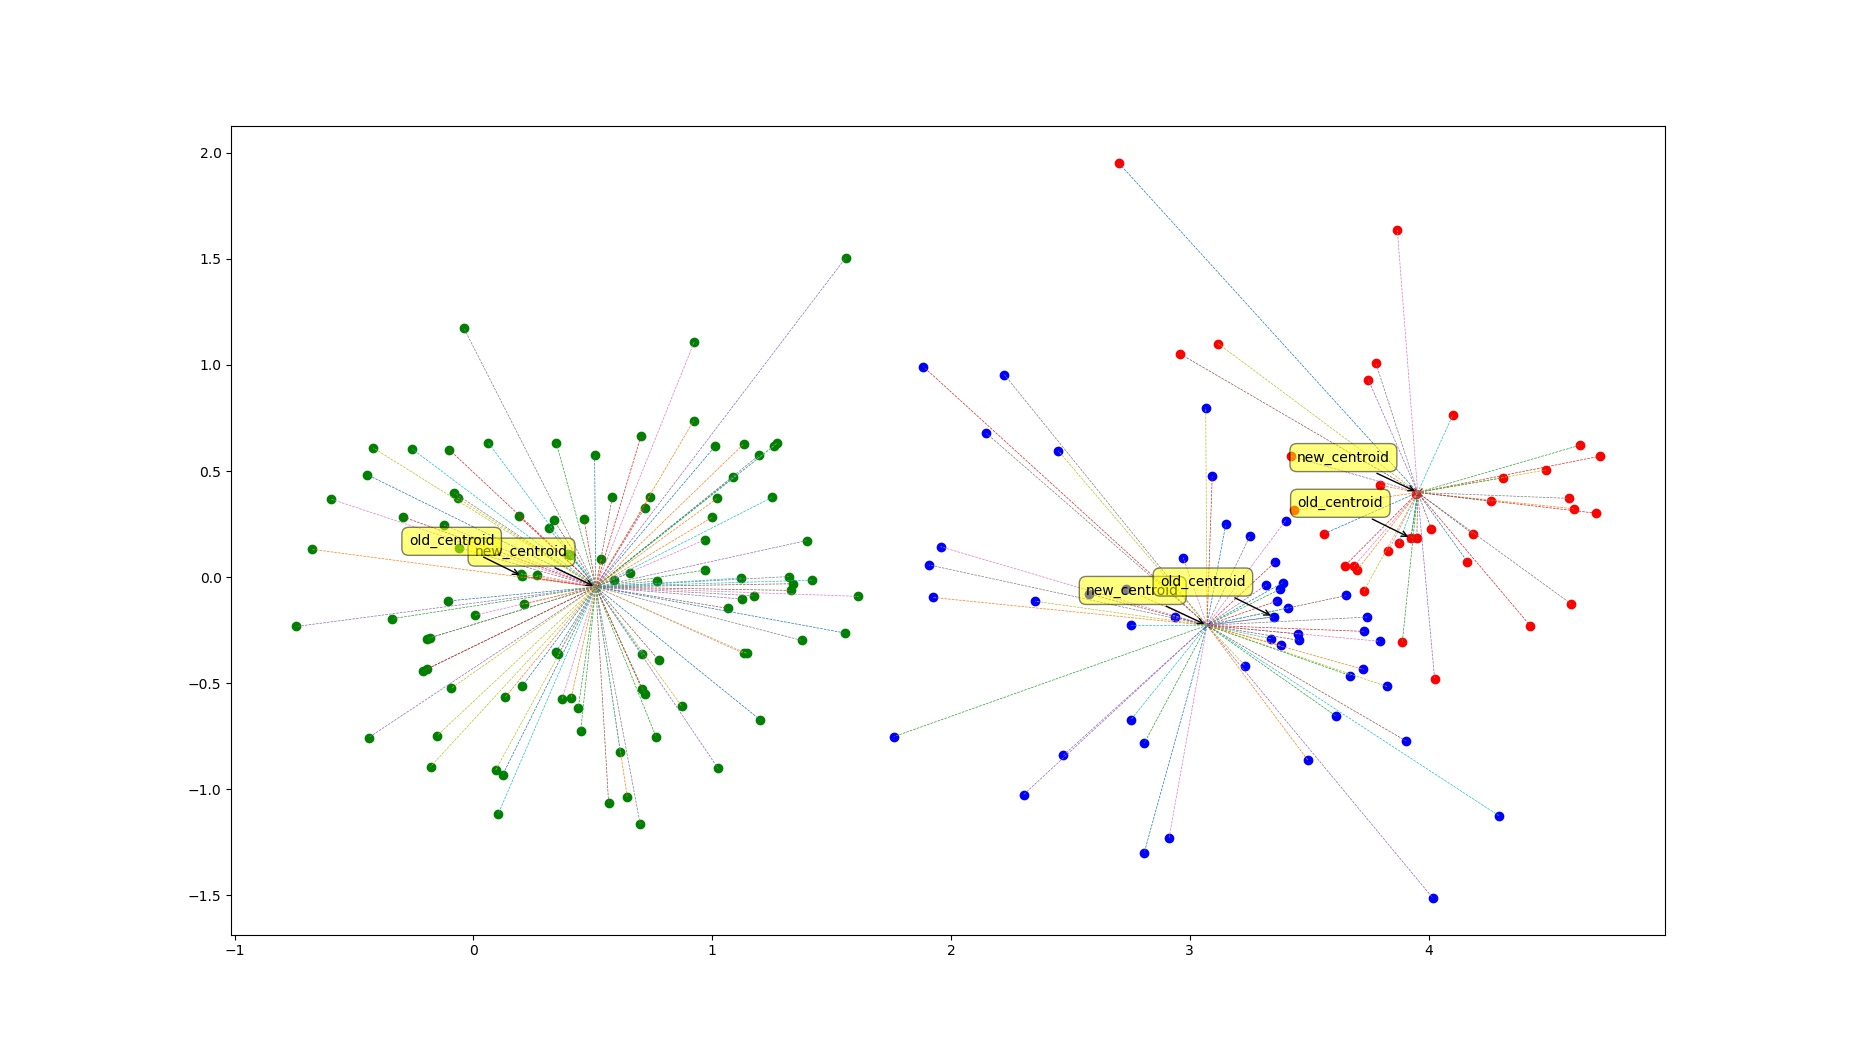 2.0
1.5
1.0
0.5
0.0
−0.5
−1.0
−1.5
new_centroid
old_centroid
old_centroid
new_centroid
old_centroid
new_centroid
−1
0
1
2
3
4